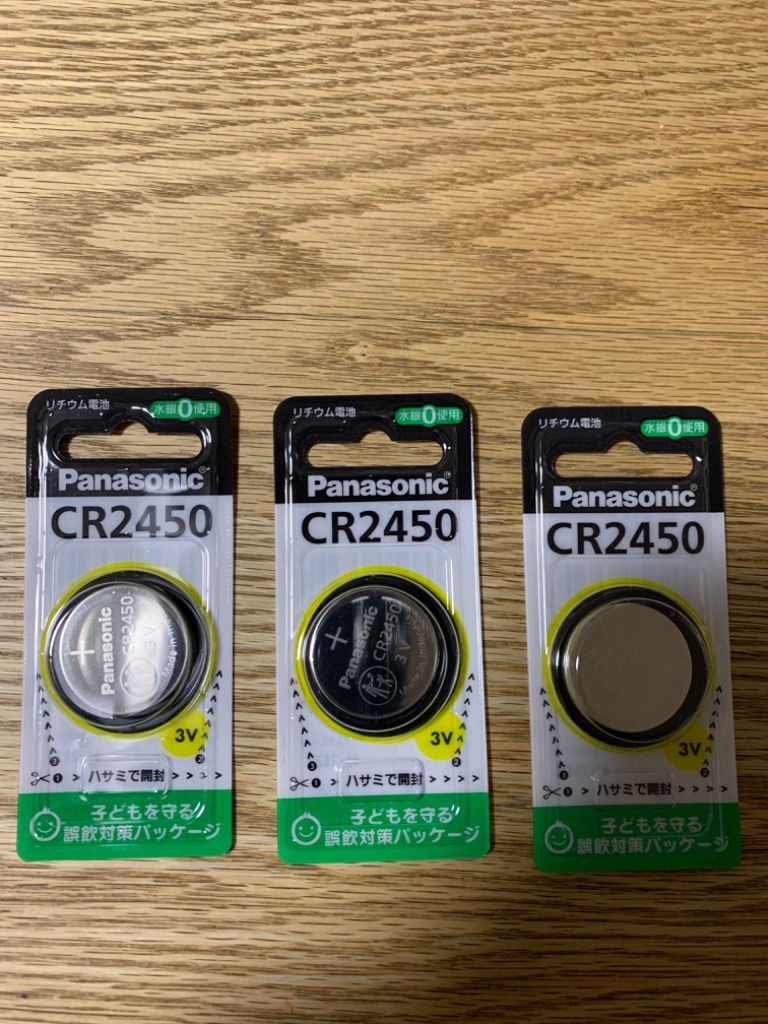 リチウム電池
水銀0使用
Panasonic
CR2450
+
Panasonic
CR2450
3V
3V
ハサミで開封
子どもを守る
誤飲対策パッケージ
リチウム電池
水銀0使用
Panasonic
CR2450
+
Panasonic
CR2450
3V
Made in Indonesia
3V
ハサミで開封
子どもを守る
誤飲対策パッケージ
リチウム電池
水銀0使用
Panasonic
CR2450
3V
ハサミで開封
子どもを守る
誤飲対策パッケージ